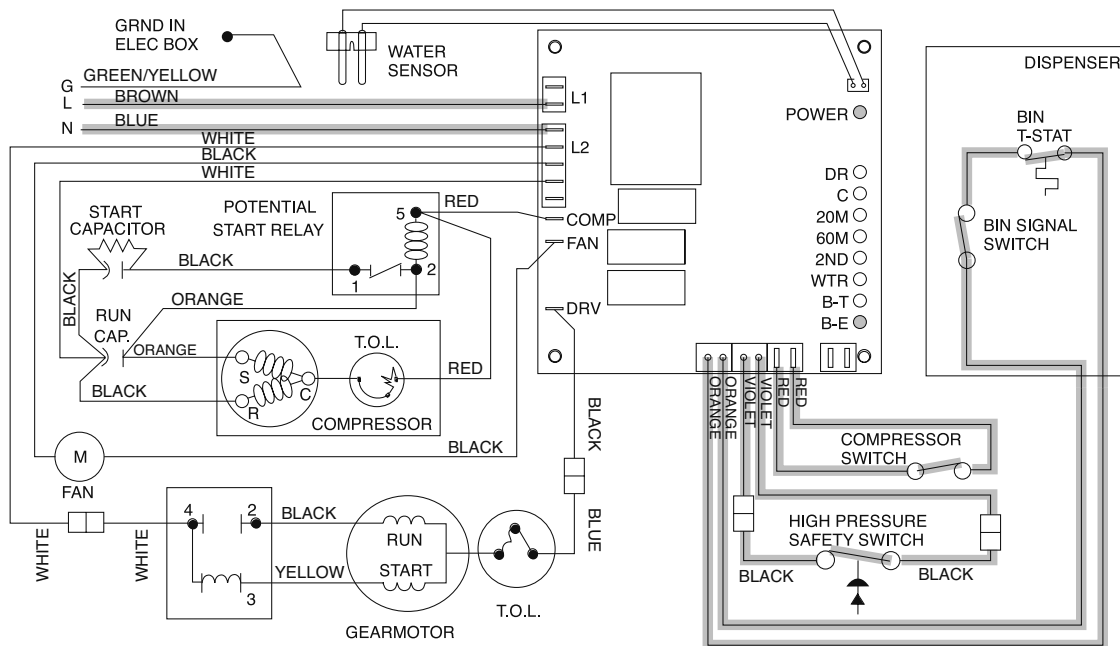 GRND IN
ELEC BOX
WATER
SENSOR
DISPENSER
G GREEN/YELLOW
L BROWN
L1
N BLUE
POWER
BIN
T-STAT
WHITE
L2
BLACK
WHITE
DR
C
20M
60M
2ND
WTR
B-T
B-E
BIN SIGNAL
SWITCH
START
CAPACITOR
POTENTIAL
START RELAY
5
RED
COMP
FAN
DRV
BLACK
1
2
BLACK
ORANGE
RUN
CAP.
ORANGE
T.O.L.
S
C
R
RED
BLACK
COMPRESSOR
ORANGE
ORANGE
VIOLET
VIOLET
RED
RED
BLACK
COMPRESSOR
SWITCH
M
FAN
BLACK
4
2
BLACK
RUN
BLUE
HIGH PRESSURE
SAFETY SWITCH
WHITE
WHITE
YELLOW
START
3
BLACK
BLACK
T.O.L.
GEARMOTOR